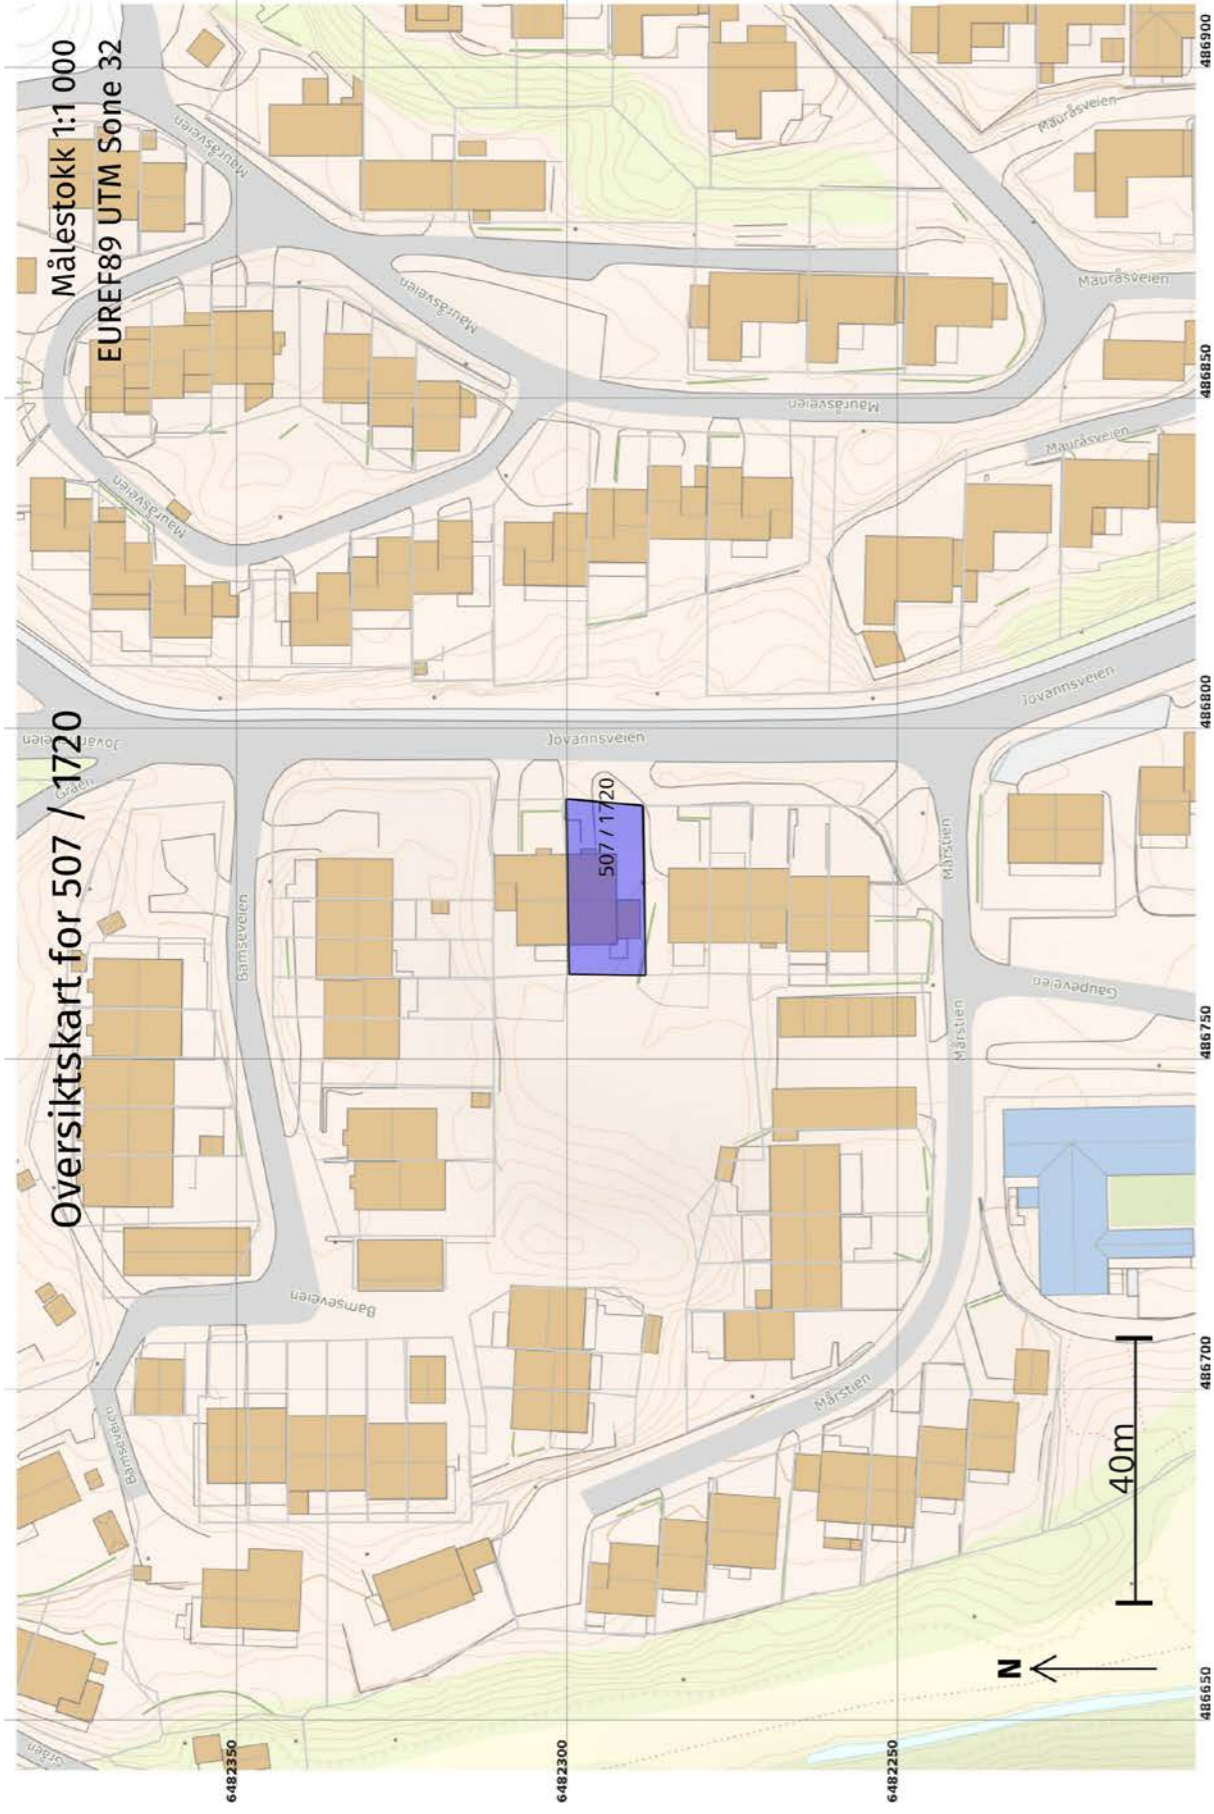 Oversiktskart for 507 / 1720
Målestokk 1:1 000
EUREF89 UTM Sone 32
Gråen
Bamseveien
Bamseveien
Bamseveien
Gråen
Jovannsveien
Jovannsveien
Jovannsveien
Mauråsveien
Mauråsveien
Mauråsveien
Mauråsveien
Mauråsveien
Mauråsveien
Mauråsveien
507 / 1720
Mårstien
Mårstien
Mårstien
Gaupeveien
N
40m
6482350
6482300
6482250
486650
486700
486750
486800
486850
486900